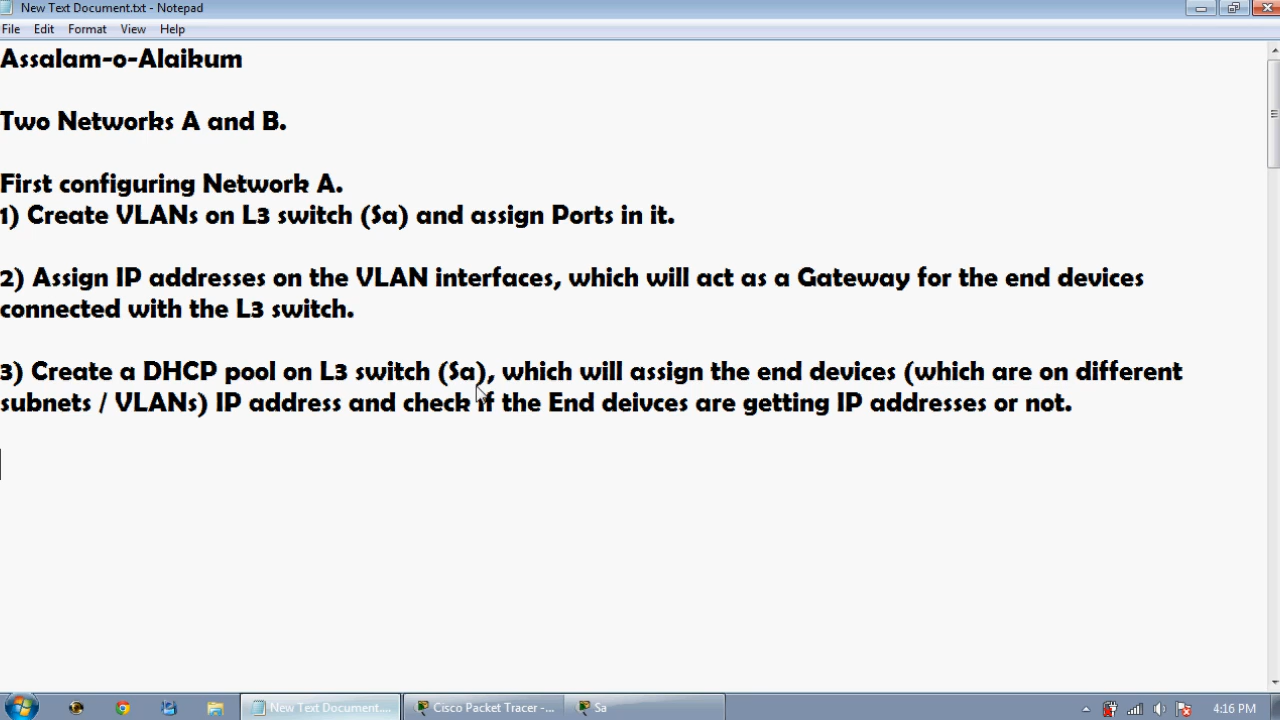 New Text Document.txt - Notepad
File Edit Format View Help
Assalam-o-Alaikum
Two Networks A and B.
First configuring Network A.
1) Create VLANs on L3 switch (Sa) and assign Ports in it.
2) Assign IP addresses on the VLAN interfaces, which will act as a Gateway for the end devices
connected with the L3 switch.
3) Create a DHCP pool on L3 switch (Sa), which will assign the end devices (which are on different
subnets / VLANs) IP address and check if the End deivces are getting IP addresses or not.
New Text Document.... Cisco Packet Tracer -... Sa 4:16 PM